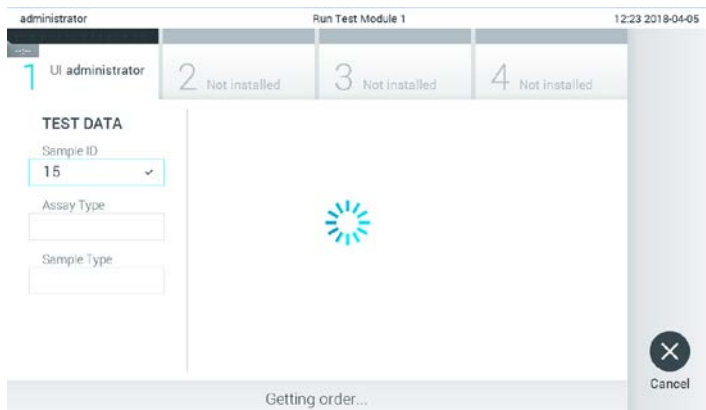 administrator Run Test Module 1 12:23 2018-04-05
--:--
1 UI administrator 2 Not installed 3 Not installed 4 Not installed
TEST DATA
Sample ID
15
Assay Type
Sample Type
Cancel
Getting order...